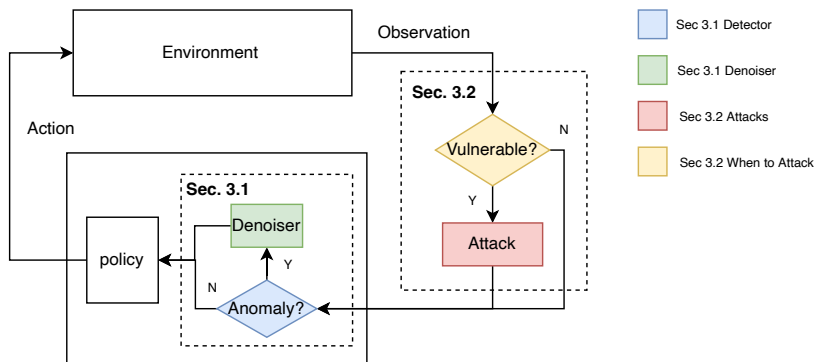 Environment
Observation
Action
Sec. 3.2
Vulnerable?
N
Y
Attack
Sec. 3.1
Denoiser
Y
N
Anomaly?
policy
Sec 3.1 Detector
Sec 3.1 Denoiser
Sec 3.2 Attacks
Sec 3.2 When to Attack